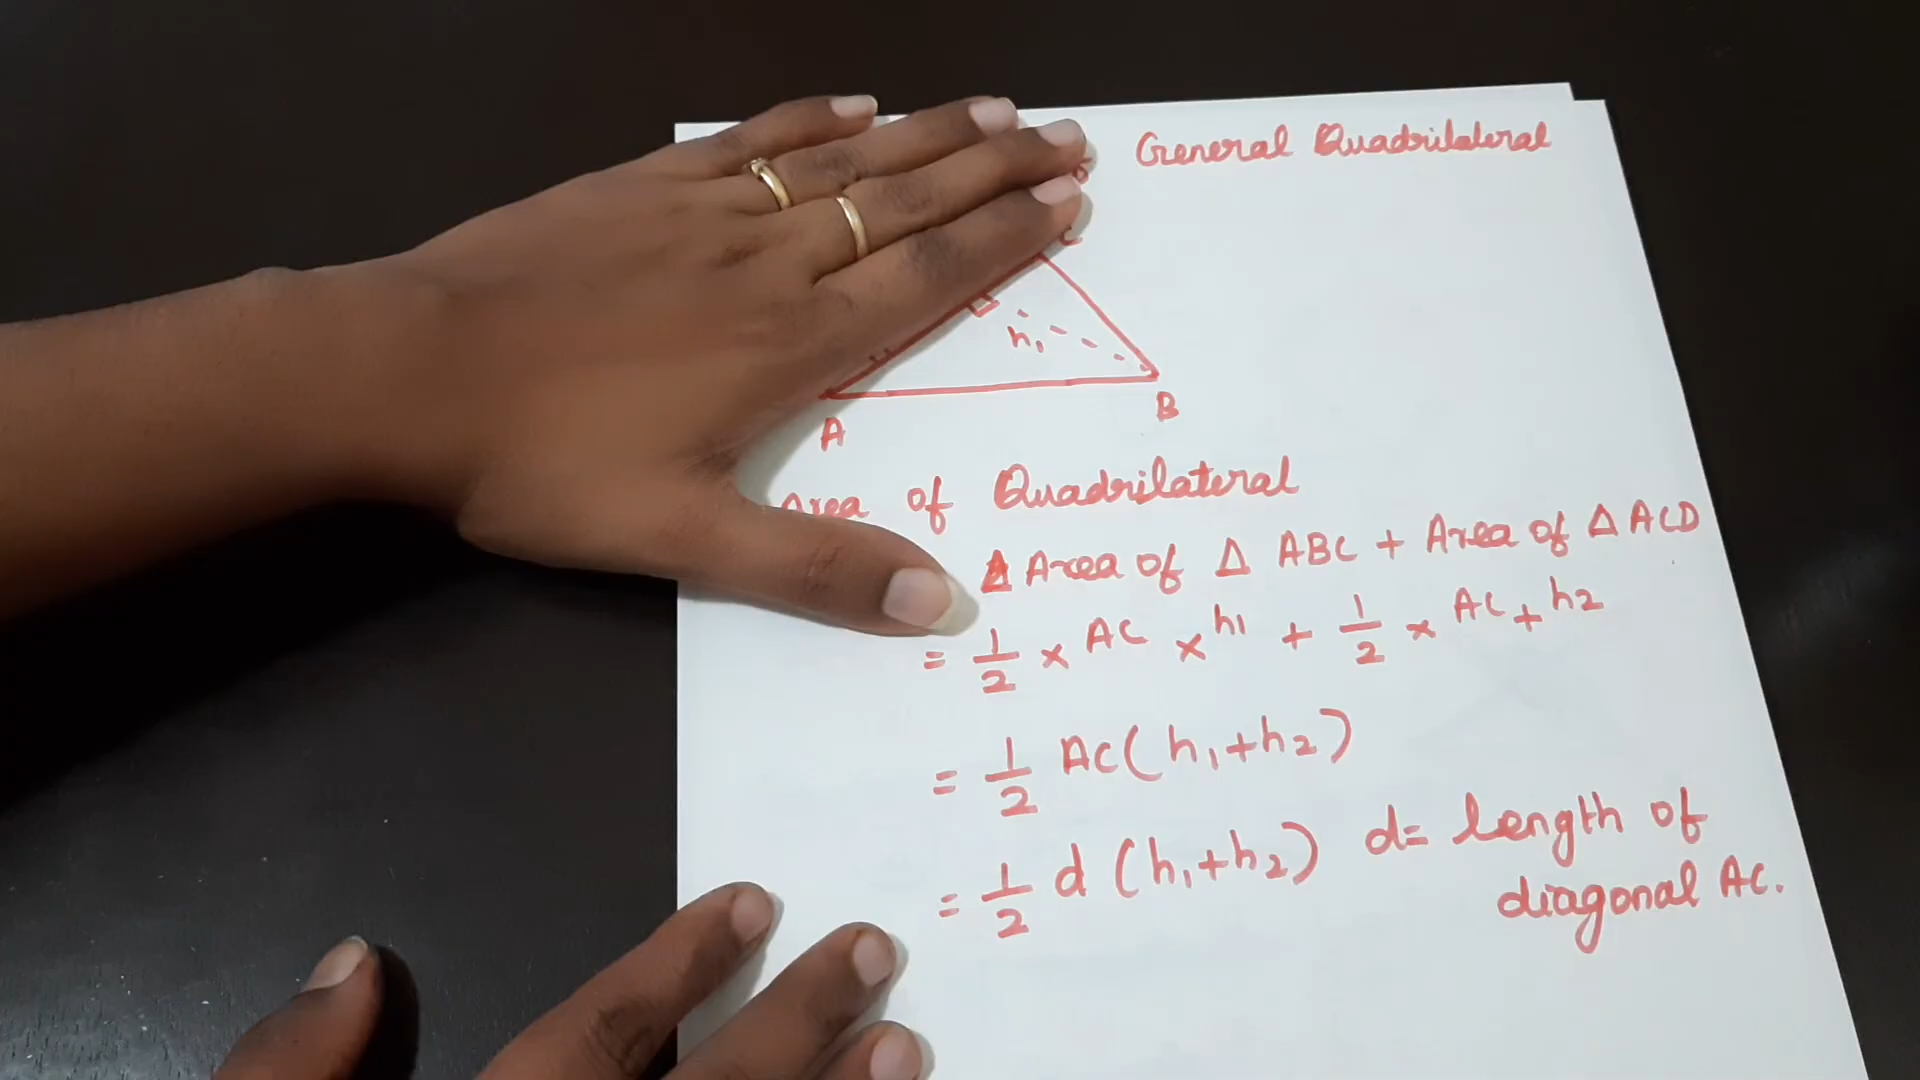 General Quadrilateral
C
h1
B
A
Area of Quadrilateral
Δ Area of Δ ABC + Area of Δ ACD
= 1/2 × AC × h1 + 1/2 × AC + h2
= 1/2 AC(h1+h2)
= 1/2 d (h1+h2) d= length of
diagonal AC.